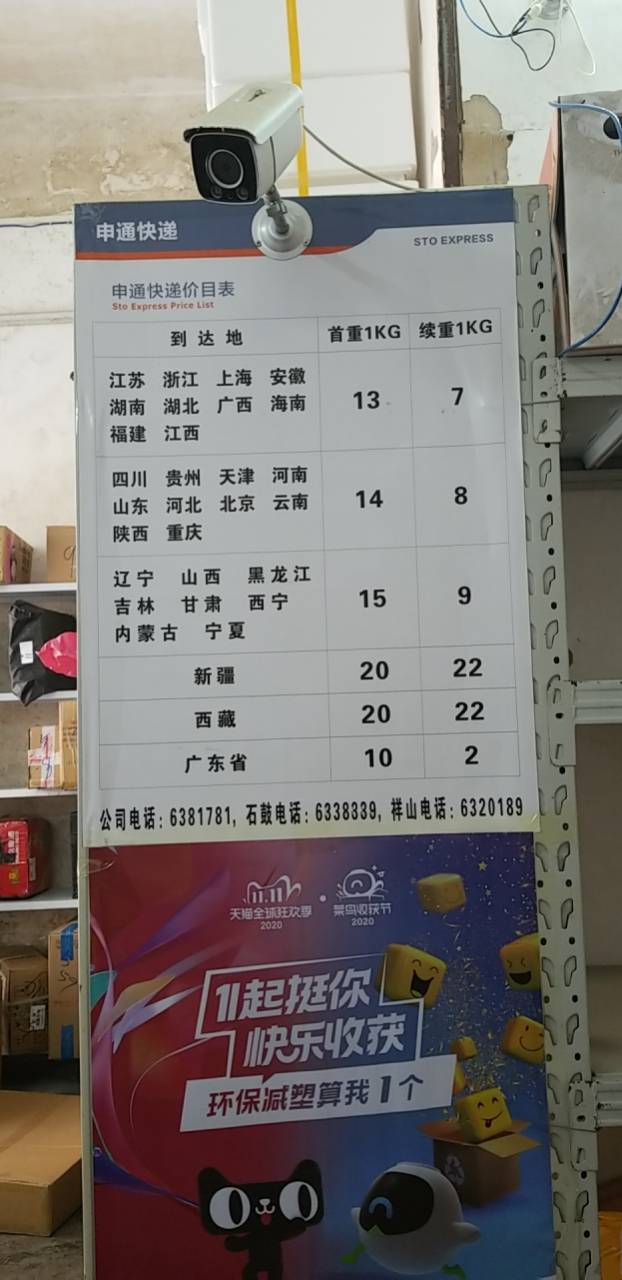 申通快递
STO EXPRESS
申通快递价目表
Sto Express Price List
到达地 首重1KG 续重1KG
江苏 浙江 上海 安徽
湖南 湖北 广西 海南 13 7
福建 江西
四川 贵州 天津 河南
山东 河北 北京 云南 14 8
陕西 重庆
辽宁 山西 黑龙江
吉林 甘肃 西宁 15 9
内蒙古 宁夏
新疆 20 22
西藏 20 22
广东省 10 2
公司电话: 6381781, 石鼓电话: 6338339, 祥山电话: 6320189
11.11
天猫全球狂欢季 · 菜鸟收获节
2020 2020
1起挺你
快乐收获
环保减塑算我1个